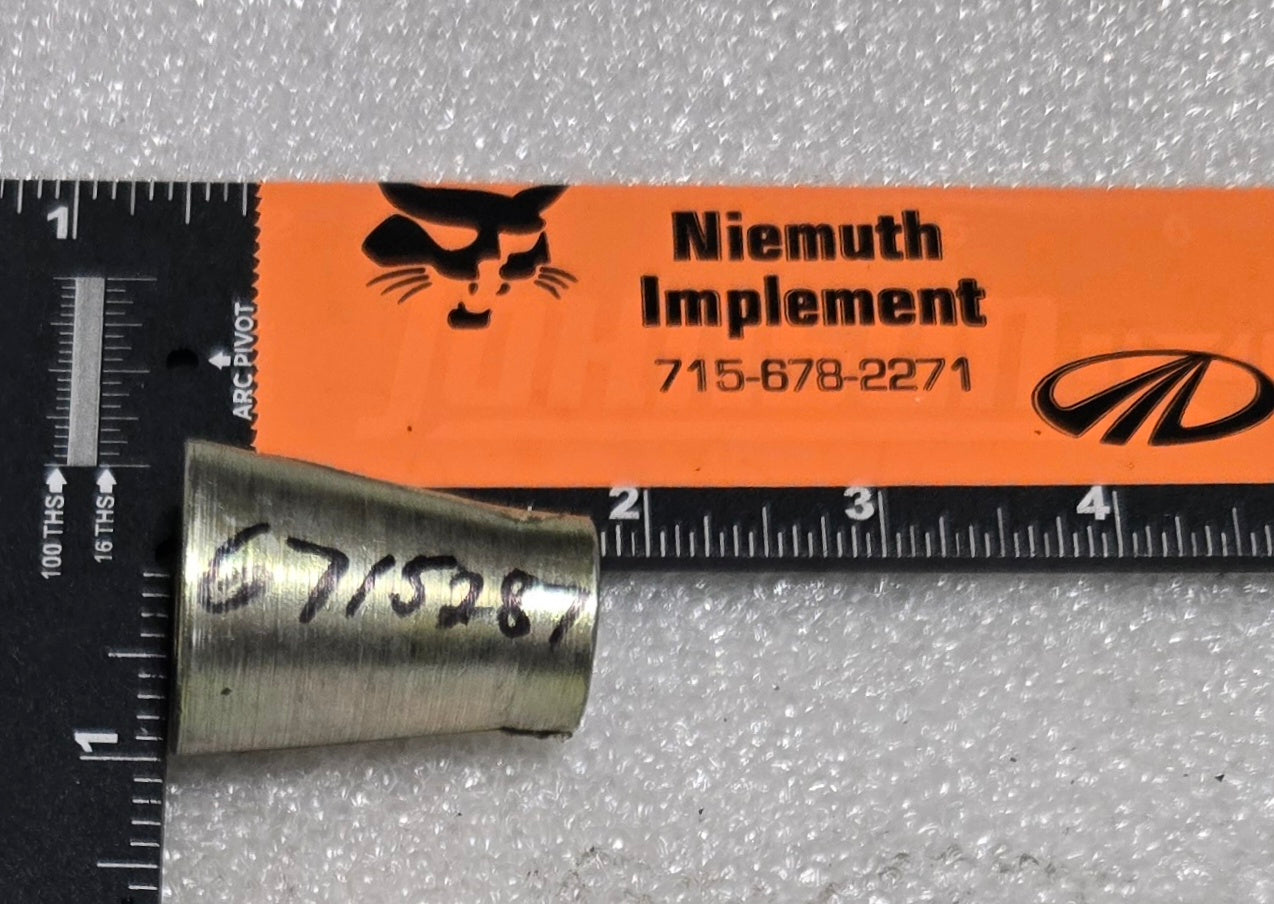 1
Niemuth
Implement
715-678-2271
ARC PIVOT
100 THS
16 THS
2 3 4
6715287
1